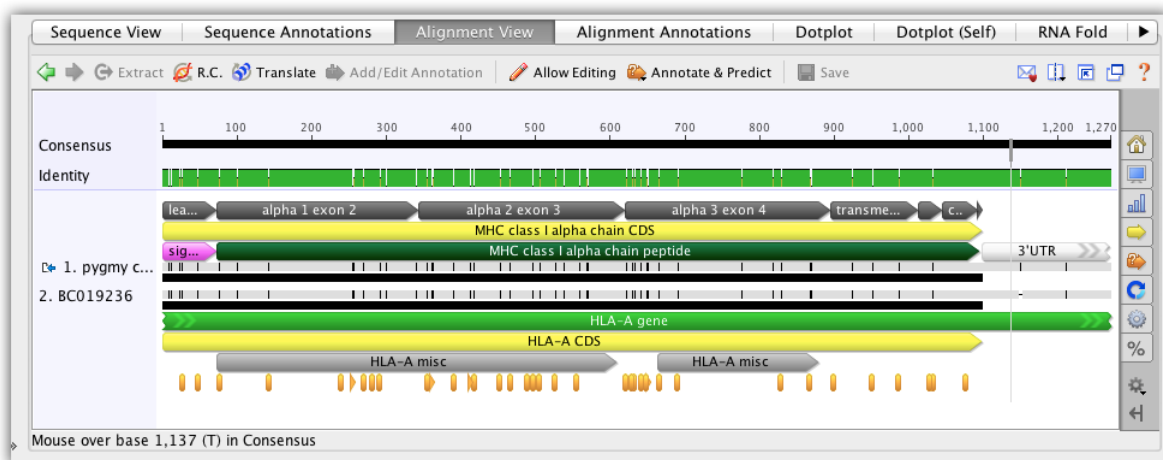 Sequence View Sequence Annotations Alignment View Alignment Annotations Dotplot Dotplot (Self) RNA Fold
Extract R.C. Translate Add/Edit Annotation Allow Editing Annotate & Predict Save
1 100 200 300 400 500 600 700 800 900 1,000 1,100 1,200 1,270
Consensus
Identity
lea... alpha 1 exon 2 alpha 2 exon 3 alpha 3 exon 4 transme... c..
MHC class I alpha chain CDS
sig... MHC class I alpha chain peptide 3'UTR
1. pygmy c...
2. BC019236
HLA-A gene
HLA-A CDS
HLA-A misc HLA-A misc
Mouse over base 1,137 (T) in Consensus